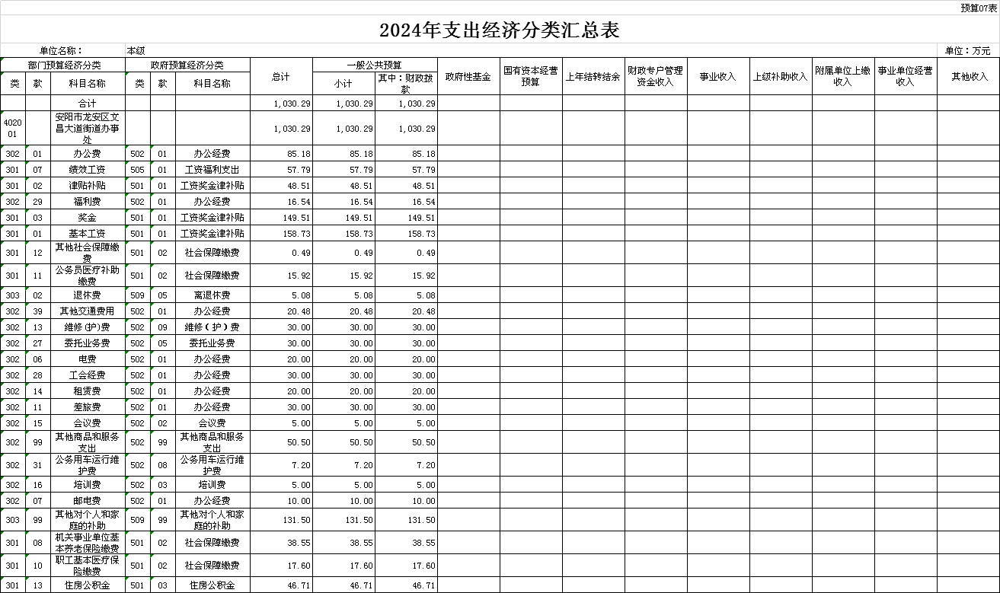 预算07表
2024年支出经济分类汇总表
单位名称： 本级 单位：万元
部门预算经济分类 政府预算经济分类 总计 一般公共预算 政府性基金 国有资本经营预算 上年结转结余 财政专户管理资金收入 事业收入 上级补助收入 附属单位上缴收入 事业单位经营收入 其他收入
类 款 科目名称 类 款 科目名称 小计 其中：财政拨款
合计 1,030.29 1,030.29 1,030.29
402001 安阳市龙安区文昌大道街道办事处 1,030.29 1,030.29 1,030.29
302 01 办公费 502 01 办公经费 85.18 85.18 85.18
301 07 绩效工资 505 01 工资福利支出 57.79 57.79 57.79
301 02 津贴补贴 501 01 工资奖金津补贴 48.51 48.51 48.51
302 29 福利费 502 01 办公经费 16.54 16.54 16.54
301 03 奖金 501 01 工资奖金津补贴 149.51 149.51 149.51
301 01 基本工资 501 01 工资奖金津补贴 158.73 158.73 158.73
301 12 其他社会保障缴费 501 02 社会保障缴费 0.49 0.49 0.49
301 11 公务员医疗补助缴费 501 02 社会保障缴费 15.92 15.92 15.92
303 02 退休费 509 05 离退休费 5.08 5.08 5.08
302 39 其他交通费用 502 01 办公经费 20.48 20.48 20.48
302 13 维修(护)费 502 09 维修（护）费 30.00 30.00 30.00
302 27 委托业务费 502 05 委托业务费 30.00 30.00 30.00
302 06 电费 502 01 办公经费 20.00 20.00 20.00
302 28 工会经费 502 01 办公经费 30.00 30.00 30.00
302 14 租赁费 502 01 办公经费 20.00 20.00 20.00
302 11 差旅费 502 01 办公经费 30.00 30.00 30.00
302 15 会议费 502 02 会议费 5.00 5.00 5.00
302 99 其他商品和服务支出 502 99 其他商品和服务支出 50.50 50.50 50.50
302 31 公务用车运行维护费 502 08 公务用车运行维护费 7.20 7.20 7.20
302 16 培训费 502 03 培训费 5.00 5.00 5.00
302 07 邮电费 502 01 办公经费 10.00 10.00 10.00
303 99 其他对个人和家庭的补助 509 99 其他对个人和家庭的补助 131.50 131.50 131.50
301 08 机关事业单位基本养老保险缴费 501 02 社会保障缴费 38.55 38.55 38.55
301 10 职工基本医疗保险缴费 501 02 社会保障缴费 17.60 17.60 17.60
301 13 住房公积金 501 03 住房公积金 46.71 46.71 46.71